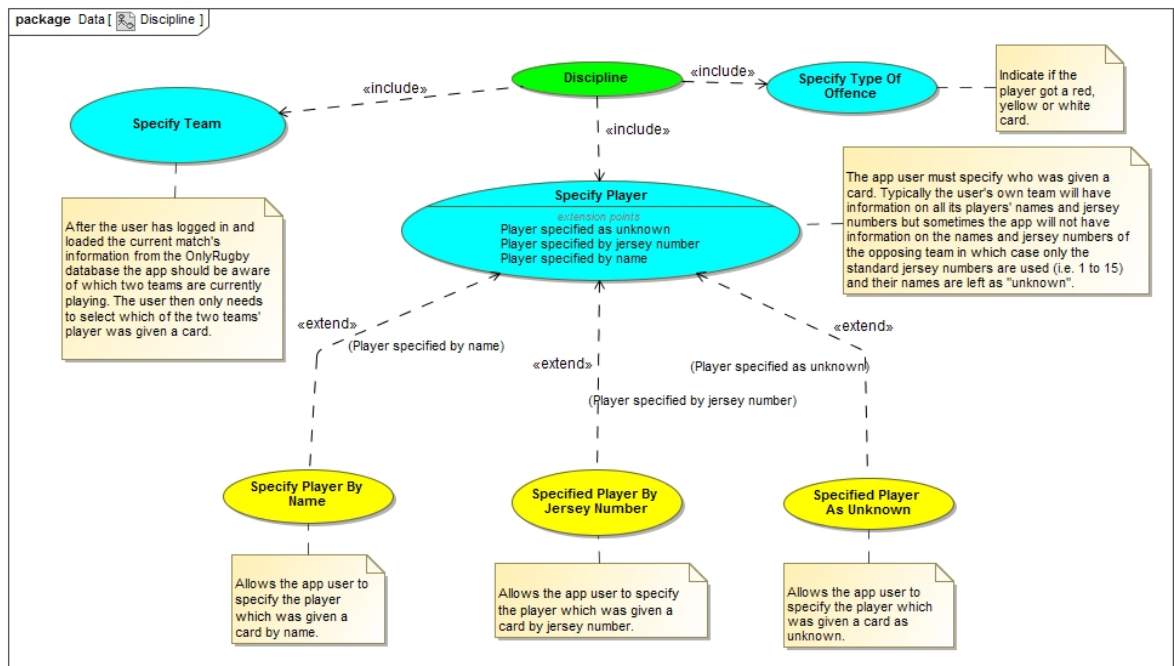 package Data [ Discipline ]
Discipline
«include»
«include»
«include»
Specify Type Of
Offence
Indicate if the
player got a red,
yellow or white
card.
Specify Team
After the user has logged in and
loaded the current match's
information from the OnlyRugby
database the app should be aware
of which two teams are currently
playing. The user then only needs
to select which of the two teams'
player was given a card.
Specify Player
extension points
Player specified as unknown
Player specified by jersey number
Player specified by name
The app user must specify who was given a
card. Typically the user's own team will have
information on all its players' names and jersey
numbers but sometimes the app will not have
information on the names and jersey numbers of
the opposing team in which case only the
standard jersey numbers are used (i.e. 1 to 15)
and their names are left as "unknown".
«extend»
(Player specified by name)
«extend»
(Player specified by jersey number)
«extend»
(Player specified as unknown)
Specify Player By
Name
Specified Player By
Jersey Number
Specified Player
As Unknown
Allows the app user to
specify the player
which was given a
card by name.
Allows the app user to specify
the player which was given a
card by jersey number.
Allows the app user to
specify the player which
was given a card as
unknown.